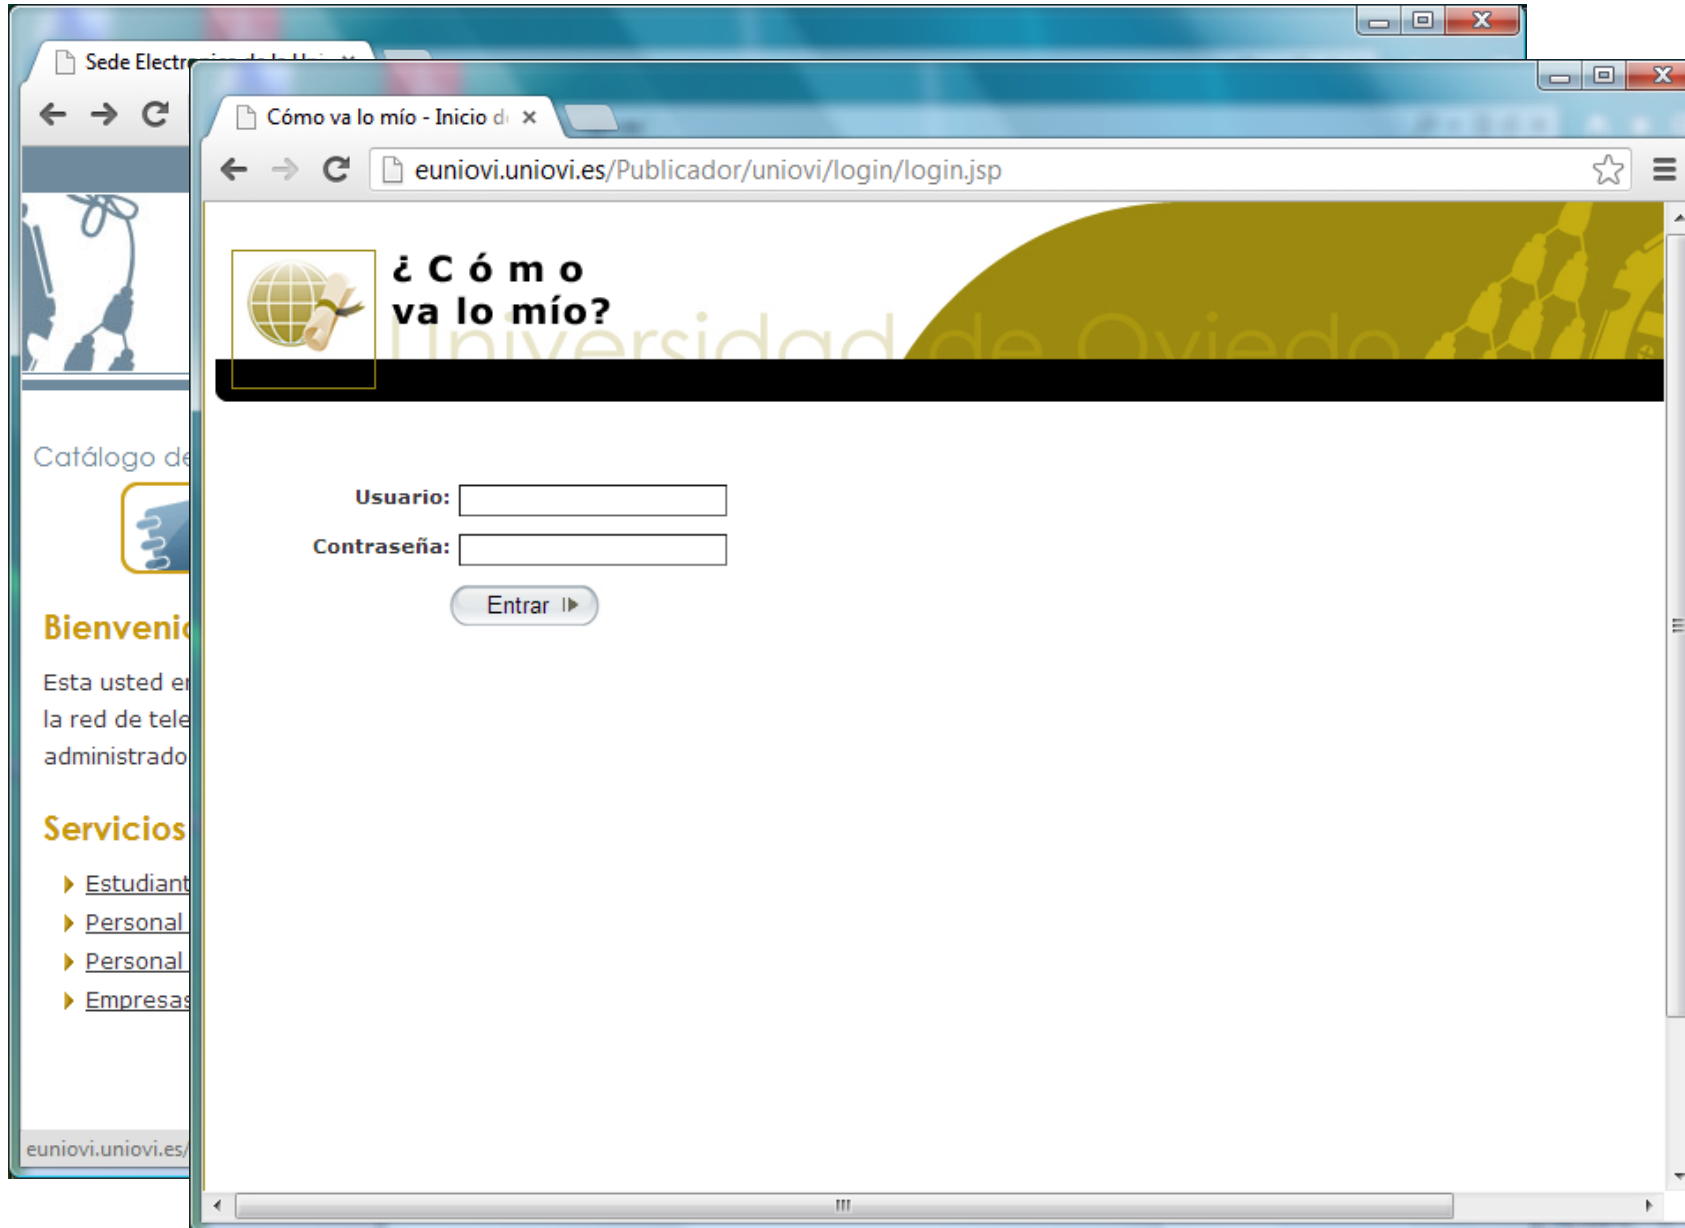 Sede Electr
Cómo va lo mío - Inicio d
euniovi.uniovi.es/Publicador/uniovi/login/login.jsp
¿Cómo
va lo mío?
Universidad de Oviedo
Usuario:
Contraseña:
Entrar
Catálogo de
Bienveni
Esta usted e
la red de tele
administrado
Servicios
Estudiant
Personal
Personal
Empresas
euniovi.uniovi.es/